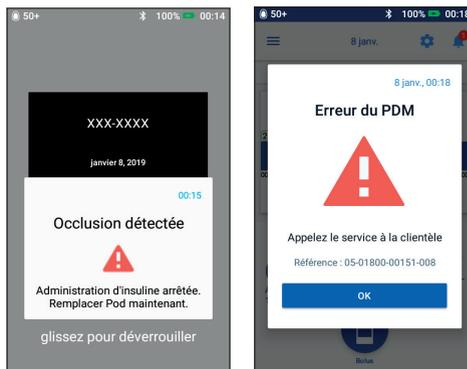 50+
100% 00:14
XXX-XXXX
janvier 8, 2019
00:15
Occlusion détectée
Administration d'insuline arrêtée.
Remplacer Pod maintenant.
glissez pour déverrouiller
50+
100% 00:18
8 janv.
1
8 janv., 00:18
Erreur du PDM
Appelez le service à la clientèle
Référence : 05-01800-00151-008
OK
Bolus